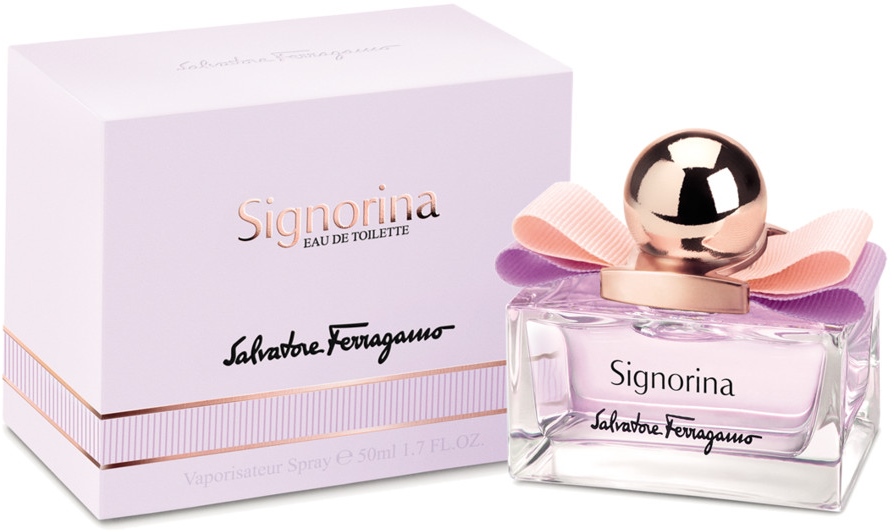 Salvatore Ferragamo
Signorina
EAU DE TOILETTE
Salvatore Ferragamo
Vaporisateur Spray ℮ 50ml 1.7 FL.OZ.
Signorina
Salvatore Ferragamo